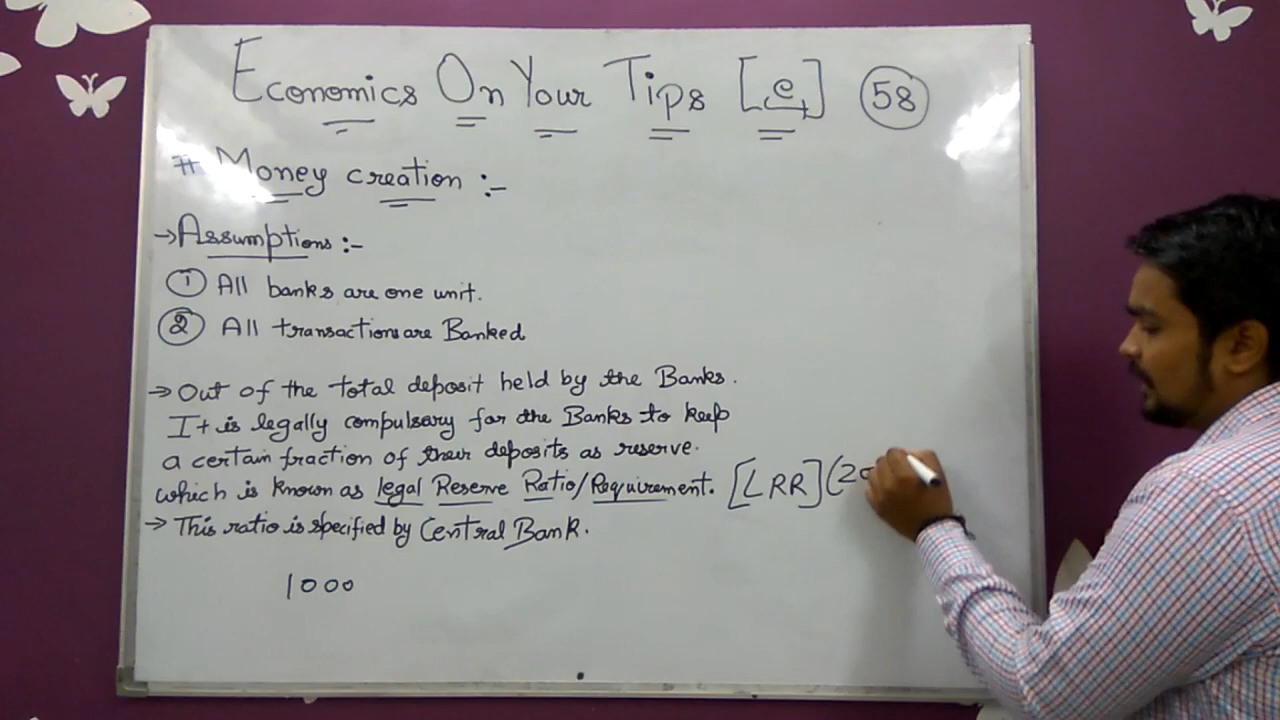 Economics On Your Tips [e+] 58
# Money creation :-
→ Assumptions :-
① All banks are one unit.
② All transactions are Banked
→ Out of the total deposit held by the Banks.
It is legally compulsary for the Banks to keep
a certain fraction of their deposits as reserve.
which is known as legal Reserve Ratio/Requirement. [LRR] (20
→ This ratio is specified by Central Bank.
1000